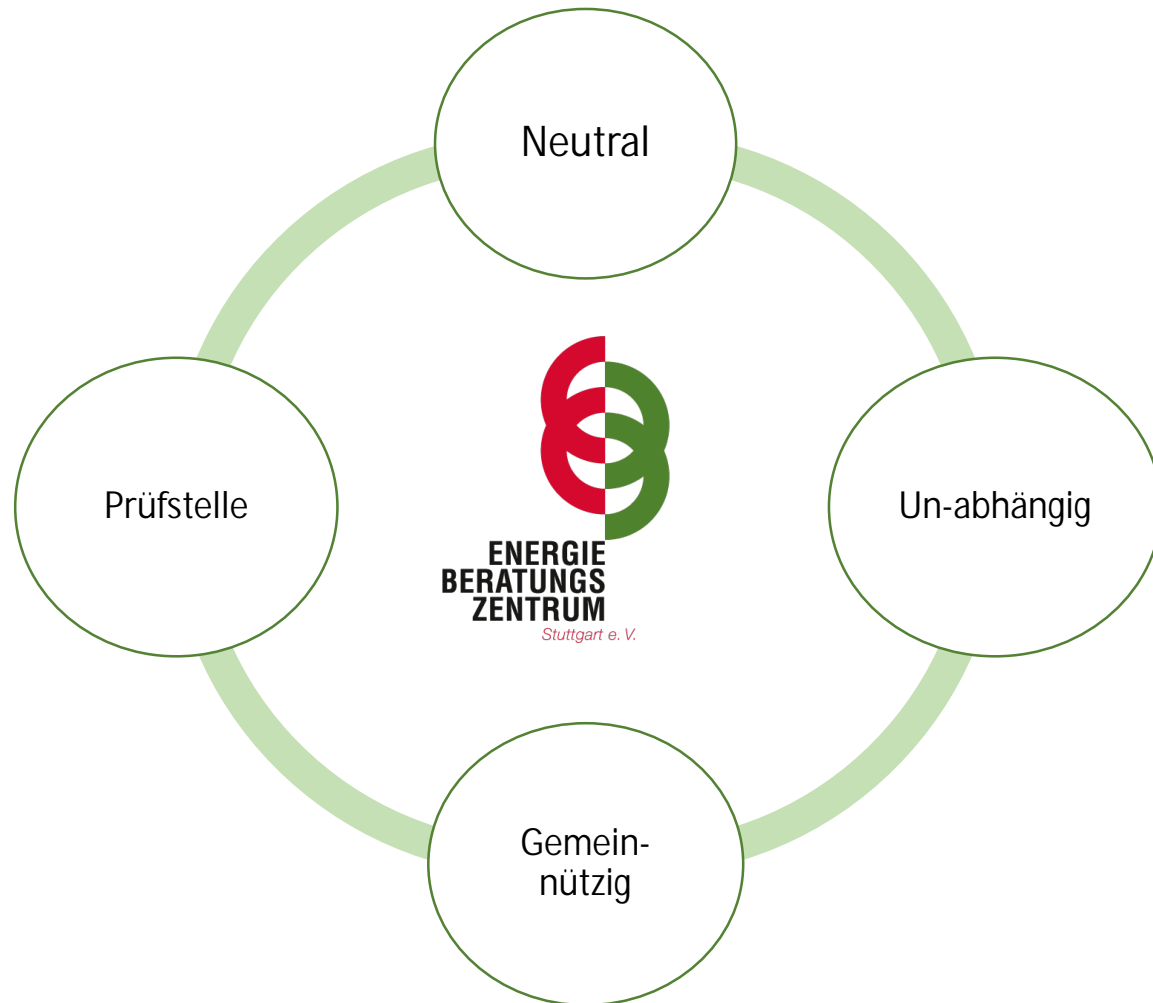 Neutral
Prüfstelle
Un-abhängig
ENERGIE
BERATUNGS
ZENTRUM
Stuttgart e. V.
Gemein-
nützig